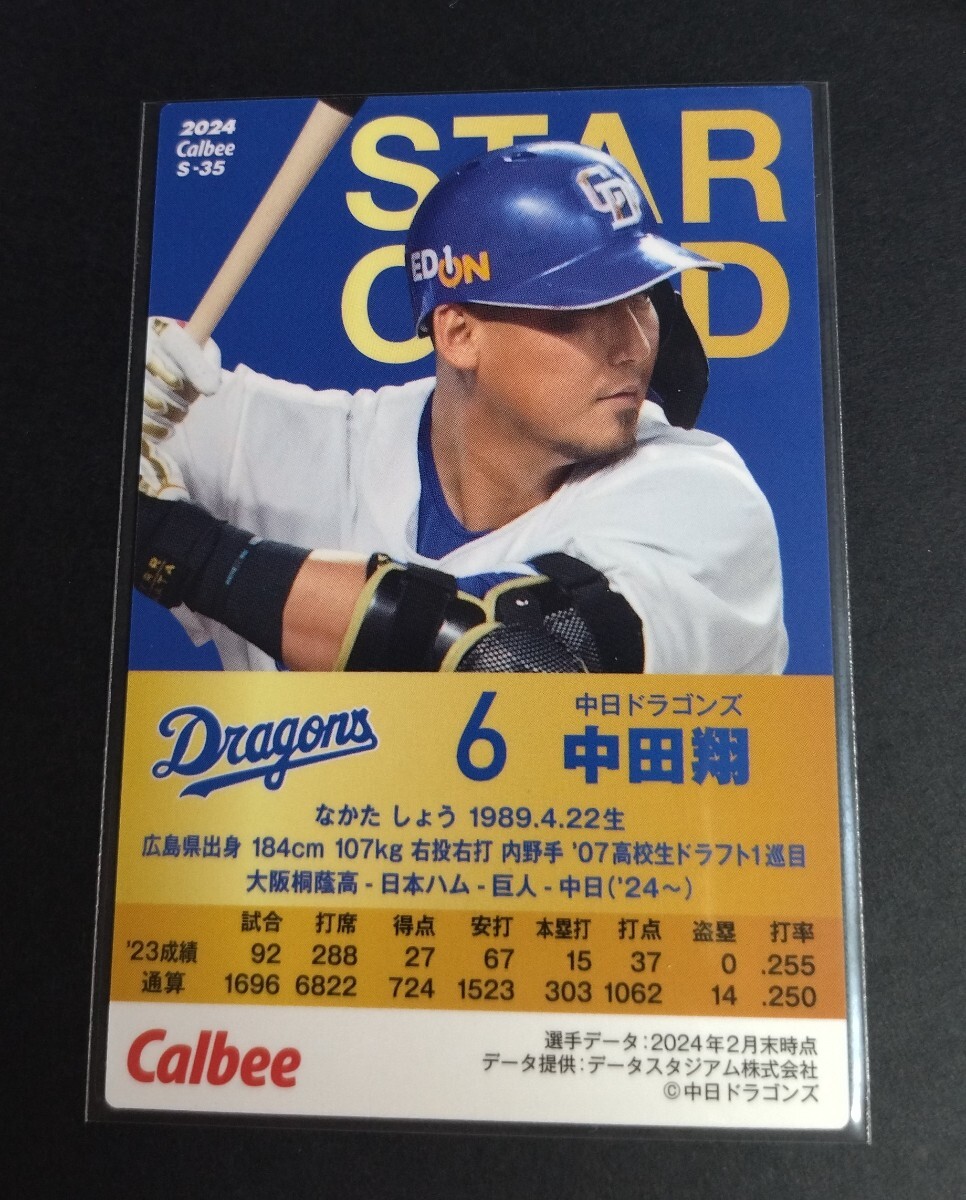 2024
Calbee
S-35
STAR
C D
EDION
Dragons
6
中日ドラゴンズ
中田翔
なかた しょう 1989.4.22生
広島県出身 184cm 107kg 右投右打 内野手 '07高校生ドラフト1巡目
大阪桐蔭高 - 日本ハム - 巨人 - 中日('24～)
試合 打席 得点 安打 本塁打 打点 盗塁 打率
'23成績 92 288 27 67 15 37 0 .255
通算 1696 6822 724 1523 303 1062 14 .250
Calbee
選手データ：2024年2月末時点
データ提供：データスタジアム株式会社
©中日ドラゴンズ